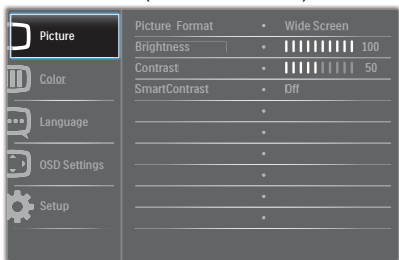 Picture
Picture Format • Wide Screen
Brightness • 100
Contrast • 50
SmartContrast • Off
Color
Language
OSD Settings
Setup